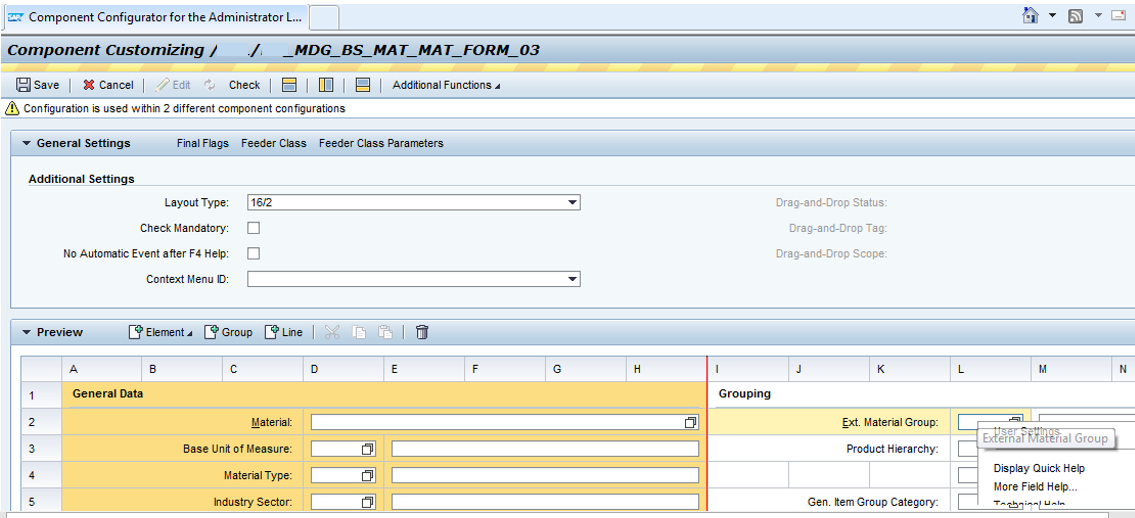 SAP Component Configurator for the Administrator L...
Component Customizing / / _MDG_BS_MAT_MAT_FORM_03
Save Cancel Edit Check Additional Functions
Configuration is used within 2 different component configurations
General Settings Final Flags Feeder Class Feeder Class Parameters
Additional Settings
Layout Type: 16/2 Drag-and-Drop Status:
Check Mandatory: Drag-and-Drop Tag:
No Automatic Event after F4 Help: Drag-and-Drop Scope:
Context Menu ID:
Preview Element Group Line
A B C D E F G H I J K L M N
1 General Data Grouping
2 Material: Ext. Material Group:
User Settings
External Material Group
3 Base Unit of Measure: Product Hierarchy:
Display Quick Help
4 Material Type:
More Field Help...
5 Industry Sector: Gen. Item Group Category:
Technical Help